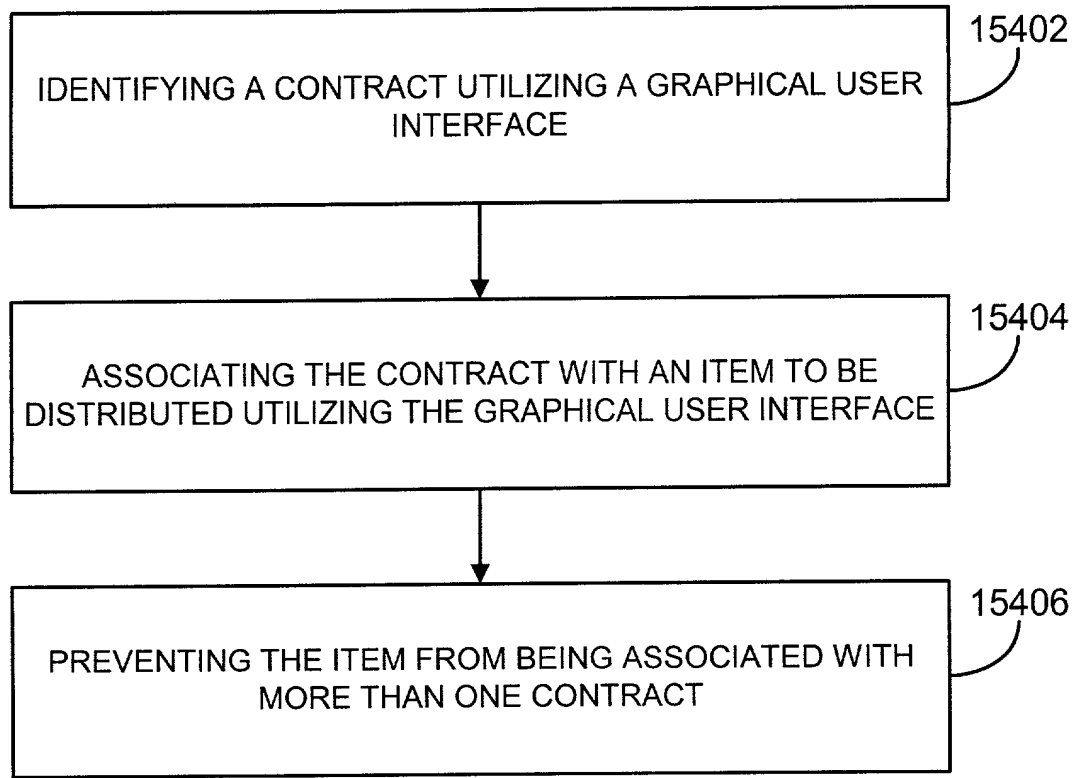 15402
IDENTIFYING A CONTRACT UTILIZING A GRAPHICAL USER
INTERFACE
15404
ASSOCIATING THE CONTRACT WITH AN ITEM TO BE
DISTRIBUTED UTILIZING THE GRAPHICAL USER INTERFACE
15406
PREVENTING THE ITEM FROM BEING ASSOCIATED WITH
MORE THAN ONE CONTRACT